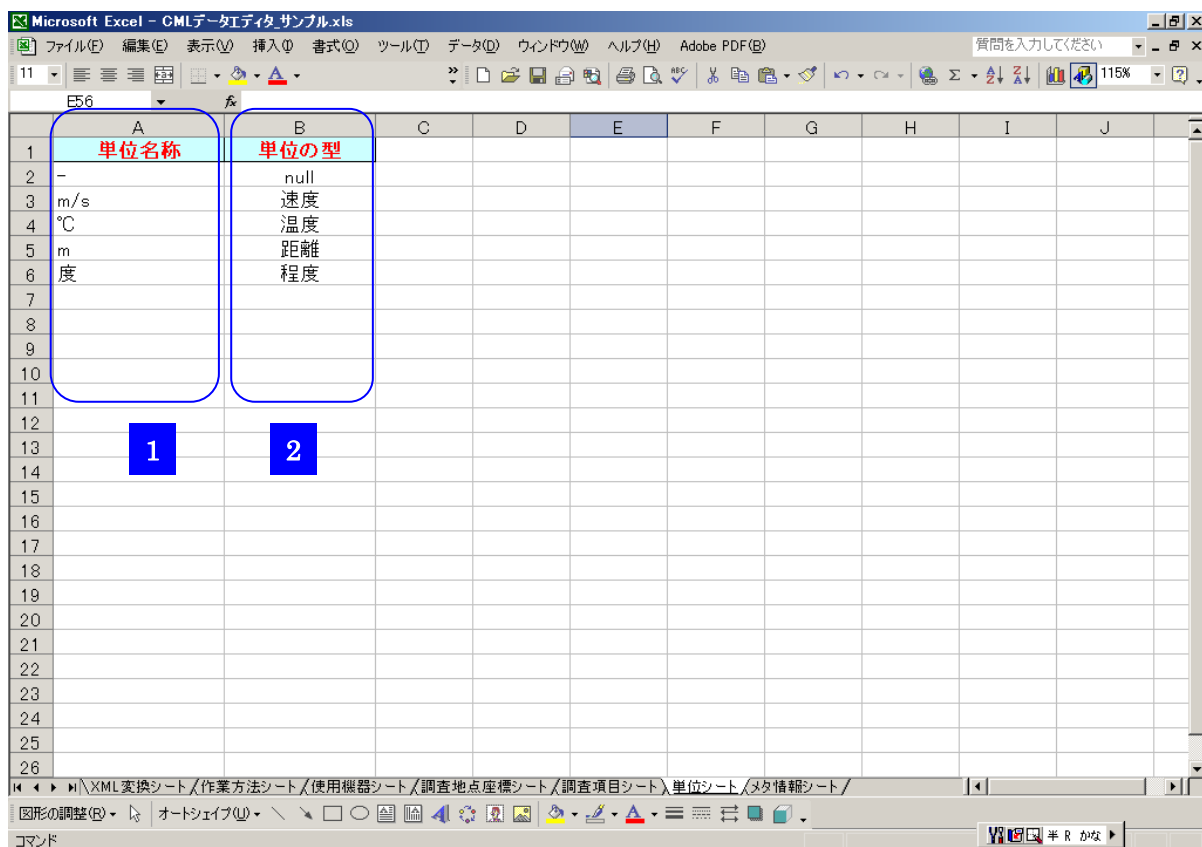 Microsoft Excel - CMLデータエディタ_サンプル.xls
ファイル(F) 編集(E) 表示(V) 挿入(I) 書式(O) ツール(T) データ(D) ウィンドウ(W) ヘルプ(H) Adobe PDF(B) 質問を入力してください
11 115%
E56 fx
A B C D E F G H I J
1 単位名称 単位の型
2 - null
3 m/s 速度
4 ℃ 温度
5 m 距離
6 度 程度
7
8
9
10
11
12
13 1 2
14
15
16
17
18
19
20
21
22
23
24
25
26
XML変換シート/作業方法シート/使用機器シート/調査地点座標シート/調査項目シート\単位シート/メタ情報シート/
図形の調整(R) オートシェイプ(U)
コマンド 半 R かな